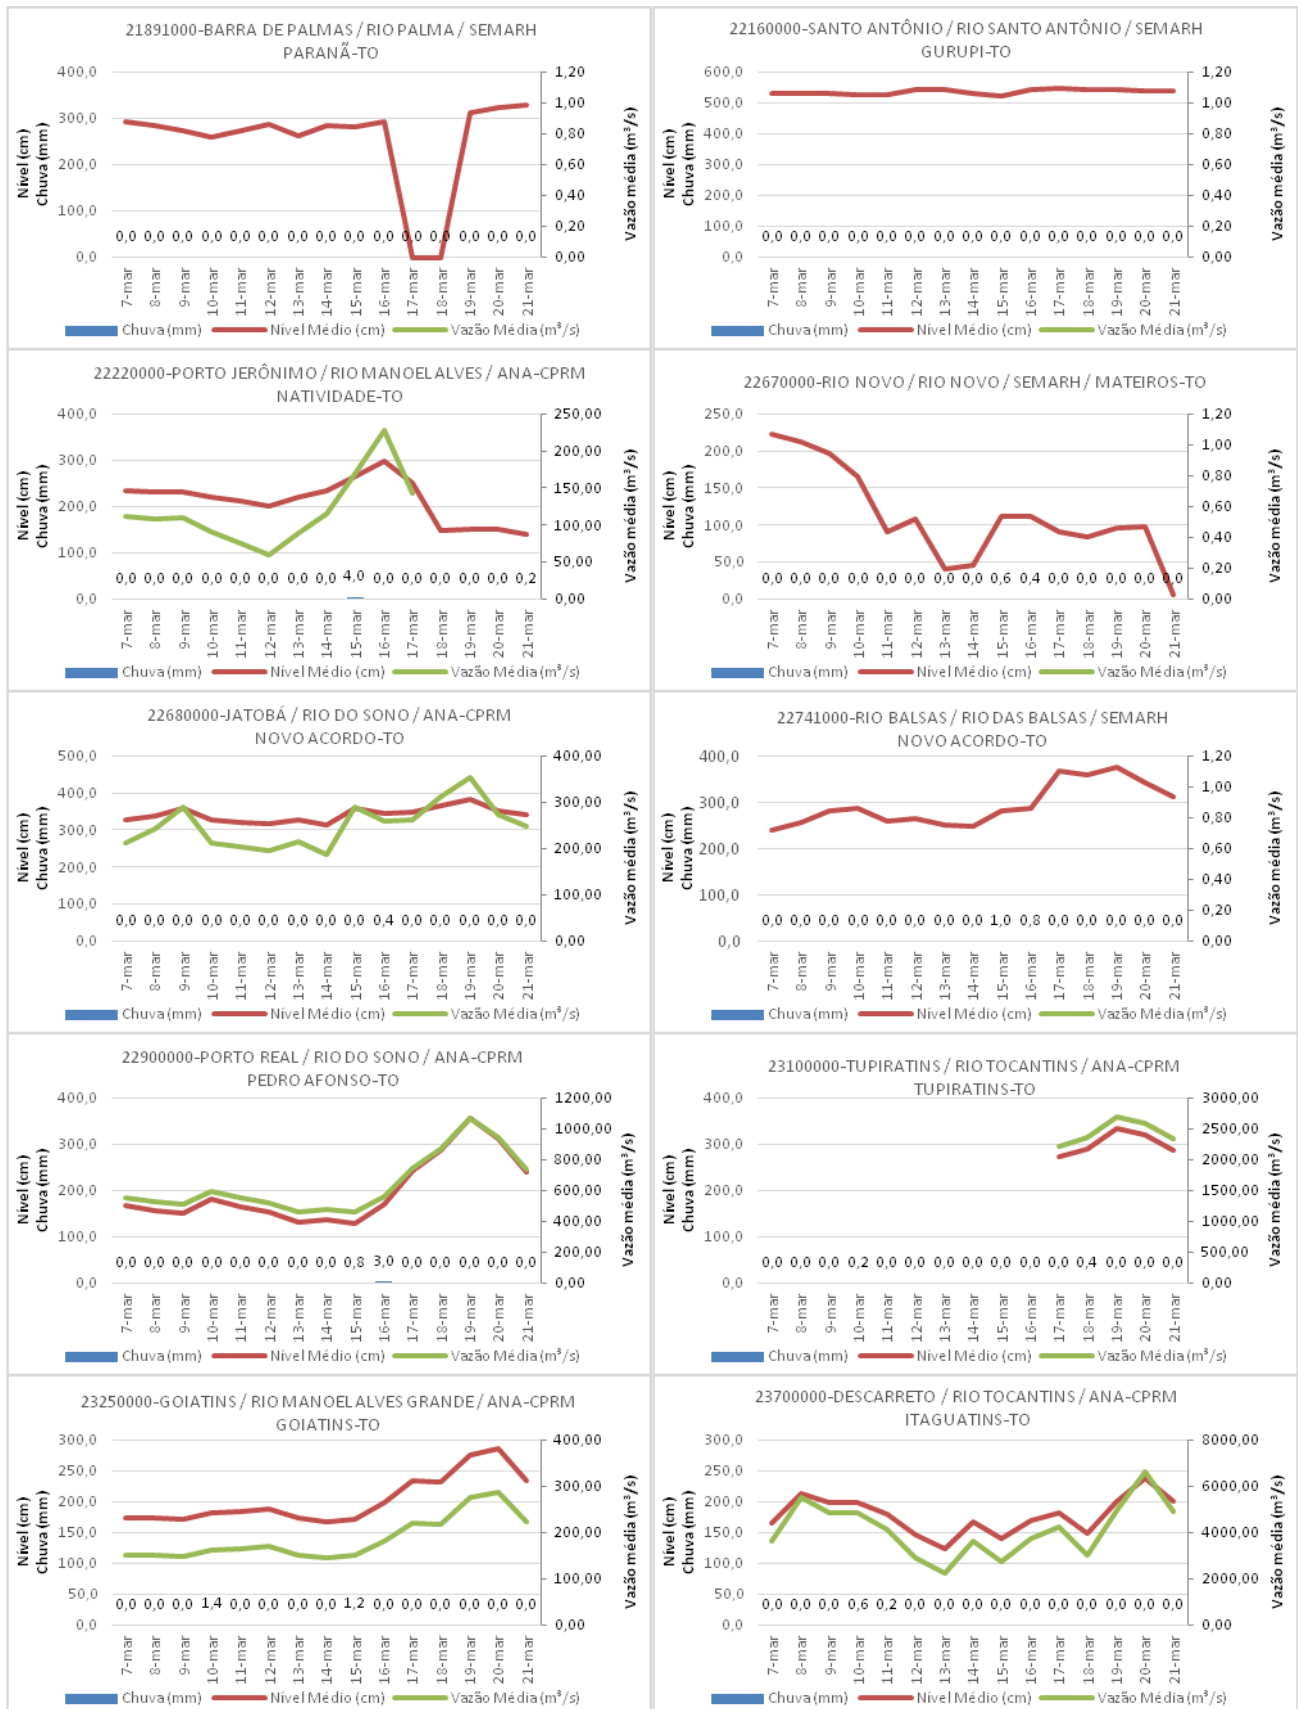 21891000-BARRA DE PALMAS / RIO PALMA / SEMARH
PARANÃ-TO
Nível (cm)
Chuva (mm)
400,0
300,0
200,0
100,0
0,0
1,20
1,00
0,80
0,60
0,40
0,20
0,00
Vazão média (m³/s)
0,0 0,0 0,0 0,0 0,0 0,0 0,0 0,0 0,0 0,0 0,0 0,0 0,0 0,0 0,0
7-mar 8-mar 9-mar 10-mar 11-mar 12-mar 13-mar 14-mar 15-mar 16-mar 17-mar 18-mar 19-mar 20-mar 21-mar
Chuva (mm) Nível Médio (cm) Vazão Média (m³/s)
22160000-SANTO ANTÔNIO / RIO SANTO ANTÔNIO / SEMARH
GURUPI-TO
Nível (cm)
Chuva (mm)
600,0
500,0
400,0
300,0
200,0
100,0
0,0
1,20
1,00
0,80
0,60
0,40
0,20
0,00
Vazão média (m³/s)
0,0 0,0 0,0 0,0 0,0 0,0 0,0 0,0 0,0 0,0 0,0 0,0 0,0 0,0 0,0
7-mar 8-mar 9-mar 10-mar 11-mar 12-mar 13-mar 14-mar 15-mar 16-mar 17-mar 18-mar 19-mar 20-mar 21-mar
Chuva (mm) Nível Médio (cm) Vazão Média (m³/s)
22220000-PORTO JERÔNIMO / RIO MANOEL ALVES / ANA-CPRM
NATIVIDADE-TO
Nível (cm)
Chuva (mm)
400,0
300,0
200,0
100,0
0,0
250,00
200,00
150,00
100,00
50,00
0,00
Vazão média (m³/s)
0,0 0,0 0,0 0,0 0,0 0,0 0,0 0,0 4,0 0,0 0,0 0,0 0,0 0,0 0,2
7-mar 8-mar 9-mar 10-mar 11-mar 12-mar 13-mar 14-mar 15-mar 16-mar 17-mar 18-mar 19-mar 20-mar 21-mar
Chuva (mm) Nível Médio (cm) Vazão Média (m³/s)
22670000-RIO NOVO / RIO NOVO / SEMARH / MATEIROS-TO
Nível (cm)
Chuva (mm)
250,0
200,0
150,0
100,0
50,0
0,0
1,20
1,00
0,80
0,60
0,40
0,20
0,00
Vazão média (m³/s)
0,0 0,0 0,0 0,0 0,0 0,0 0,0 0,0 0,6 0,4 0,0 0,0 0,0 0,0 0,0
7-mar 8-mar 9-mar 10-mar 11-mar 12-mar 13-mar 14-mar 15-mar 16-mar 17-mar 18-mar 19-mar 20-mar 21-mar
Chuva (mm) Nível Médio (cm) Vazão Média (m³/s)
22680000-JATOBÁ / RIO DO SONO / ANA-CPRM
NOVO ACORDO-TO
Nível (cm)
Chuva (mm)
500,0
400,0
300,0
200,0
100,0
0,0
400,00
300,00
200,00
100,00
0,00
Vazão média (m³/s)
0,0 0,0 0,0 0,0 0,0 0,0 0,0 0,0 0,0 0,4 0,0 0,0 0,0 0,0 0,0
7-mar 8-mar 9-mar 10-mar 11-mar 12-mar 13-mar 14-mar 15-mar 16-mar 17-mar 18-mar 19-mar 20-mar 21-mar
Chuva (mm) Nível Médio (cm) Vazão Média (m³/s)
22741000-RIO BALSAS / RIO DAS BALSAS / SEMARH
NOVO ACORDO-TO
Nível (cm)
Chuva (mm)
400,0
300,0
200,0
100,0
0,0
1,20
1,00
0,80
0,60
0,40
0,20
0,00
Vazão média (m³/s)
0,0 0,0 0,0 0,0 0,0 0,0 0,0 0,0 1,0 0,8 0,0 0,0 0,0 0,0 0,0
7-mar 8-mar 9-mar 10-mar 11-mar 12-mar 13-mar 14-mar 15-mar 16-mar 17-mar 18-mar 19-mar 20-mar 21-mar
Chuva (mm) Nível Médio (cm) Vazão Média (m³/s)
22900000-PORTO REAL / RIO DO SONO / ANA-CPRM
PEDRO AFONSO-TO
Nível (cm)
Chuva (mm)
400,0
300,0
200,0
100,0
0,0
1200,00
1000,00
800,00
600,00
400,00
200,00
0,00
Vazão média (m³/s)
0,0 0,0 0,0 0,0 0,0 0,0 0,0 0,0 0,8 3,0 0,0 0,0 0,0 0,0 0,0
7-mar 8-mar 9-mar 10-mar 11-mar 12-mar 13-mar 14-mar 15-mar 16-mar 17-mar 18-mar 19-mar 20-mar 21-mar
Chuva (mm) Nível Médio (cm) Vazão Média (m³/s)
23100000-TUPIRATINS / RIO TOCANTINS / ANA-CPRM
TUPIRATINS-TO
Nível (cm)
Chuva (mm)
400,0
300,0
200,0
100,0
0,0
3000,00
2500,00
2000,00
1500,00
1000,00
500,00
0,00
Vazão média (m³/s)
0,0 0,0 0,0 0,2 0,0 0,0 0,0 0,0 0,0 0,0 0,0 0,4 0,0 0,0 0,0
7-mar 8-mar 9-mar 10-mar 11-mar 12-mar 13-mar 14-mar 15-mar 16-mar 17-mar 18-mar 19-mar 20-mar 21-mar
Chuva (mm) Nível Médio (cm) Vazão Média (m³/s)
23250000-GOIATINS / RIO MANOEL ALVES GRANDE / ANA-CPRM
GOIATINS-TO
Nível (cm)
Chuva (mm)
300,0
250,0
200,0
150,0
100,0
50,0
0,0
400,00
300,00
200,00
100,00
0,00
Vazão média (m³/s)
0,0 0,0 0,0 1,4 0,0 0,0 0,0 0,0 1,2 0,0 0,0 0,0 0,0 0,0 0,0
7-mar 8-mar 9-mar 10-mar 11-mar 12-mar 13-mar 14-mar 15-mar 16-mar 17-mar 18-mar 19-mar 20-mar 21-mar
Chuva (mm) Nível Médio (cm) Vazão Média (m³/s)
23700000-DESCARRETO / RIO TOCANTINS / ANA-CPRM
ITAGUATINS-TO
Nível (cm)
Chuva (mm)
300,0
250,0
200,0
150,0
100,0
50,0
0,0
8000,00
6000,00
4000,00
2000,00
0,00
Vazão média (m³/s)
0,0 0,0 0,0 0,6 0,2 0,0 0,0 0,0 0,0 0,0 0,0 0,0 0,0 0,0 0,0
7-mar 8-mar 9-mar 10-mar 11-mar 12-mar 13-mar 14-mar 15-mar 16-mar 17-mar 18-mar 19-mar 20-mar 21-mar
Chuva (mm) Nível Médio (cm) Vazão Média (m³/s)